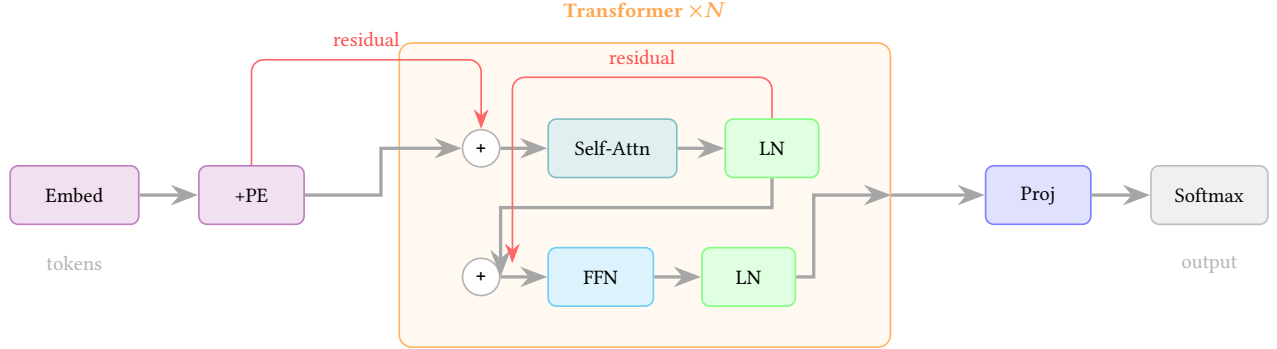 Transformer ×N
residual
residual
+
Self-Attn
LN
Embed
+PE
Proj
Softmax
tokens
output
+
FFN
LN